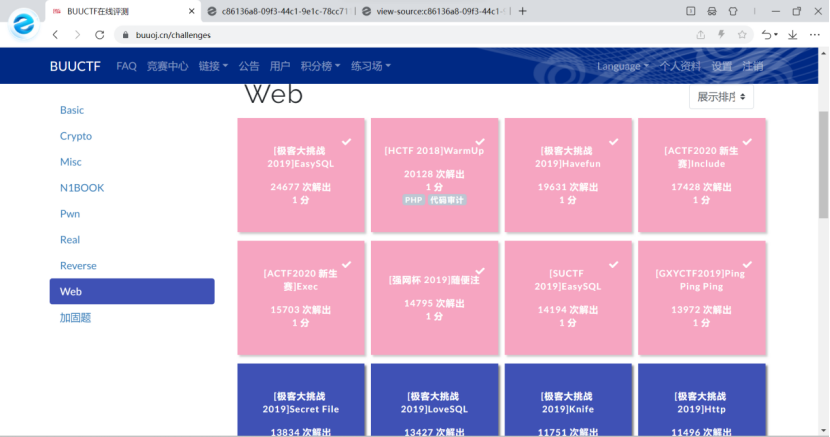 BUUCTF在线评测
c86136a8-09f3-44c1-9e1c-78cc71
view-source:c86136a8-09f3-44c1-
buuoj.cn/challenges
BUUCTF FAQ 竞赛中心 链接 公告 用户 积分榜 练习场 Language 个人资料 设置 注销
Web
展示排序
Basic
Crypto
Misc
N1BOOK
Pwn
Real
Reverse
Web
加固题
[极客大挑战
2019]EasySQL
24677 次解出
1 分
[HCTF 2018]WarmUp
20128 次解出
1 分
PHP 代码审计
[极客大挑战
2019]Havefun
19631 次解出
1 分
[ACTF2020 新生
赛]Include
17428 次解出
1 分
[ACTF2020 新生
赛]Exec
15703 次解出
1 分
[强网杯 2019]随便注
14795 次解出
1 分
[SUCTF
2019]EasySQL
14194 次解出
1 分
[GXYCTF2019]Ping
Ping Ping
13972 次解出
1 分
[极客大挑战
2019]Secret File
13834 次解出
[极客大挑战
2019]LoveSQL
13427 次解出
[极客大挑战
2019]Knife
11751 次解出
[极客大挑战
2019]Http
11496 次解出